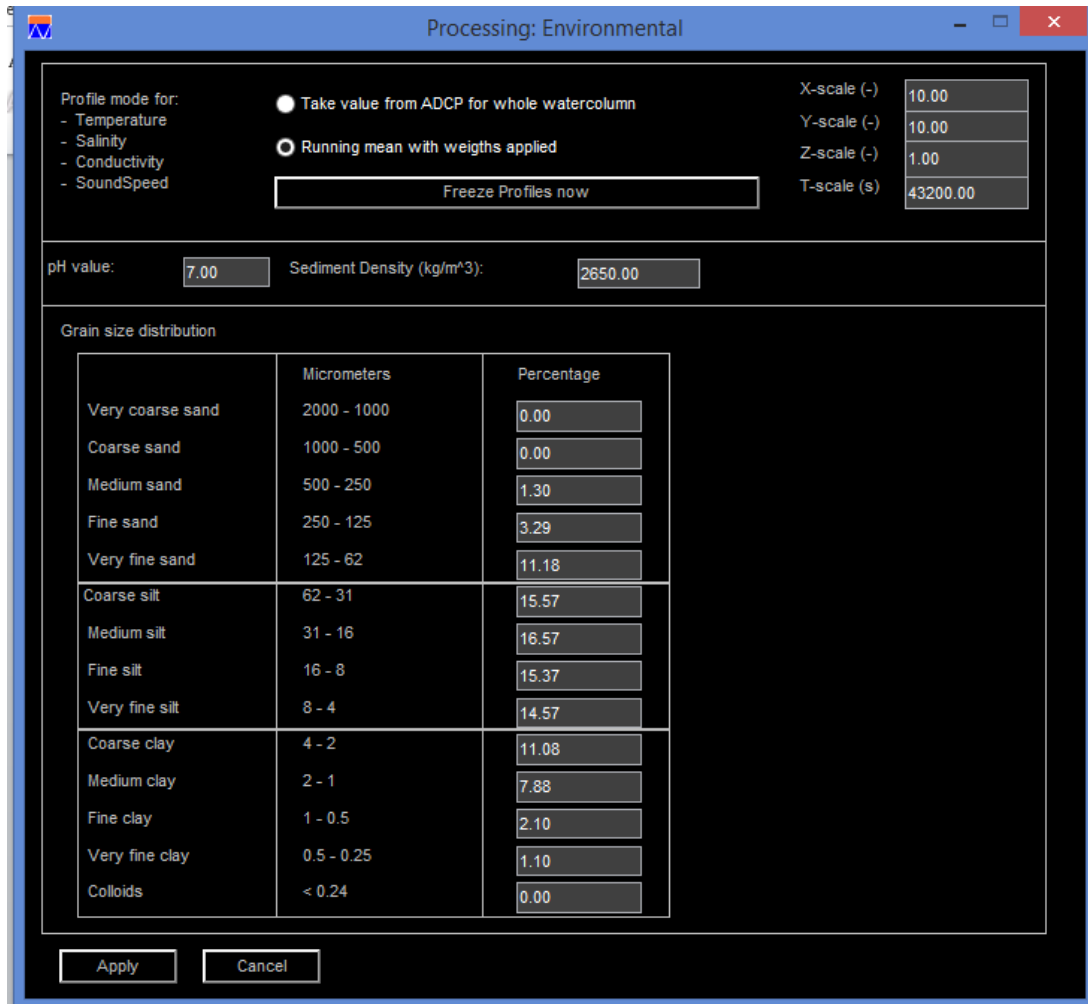 Processing: Environmental
Profile mode for:
- Temperature
- Salinity
- Conductivity
- SoundSpeed
Take value from ADCP for whole watercolumn
Running mean with weigths applied
Freeze Profiles now
X-scale (-) 10.00
Y-scale (-) 10.00
Z-scale (-) 1.00
T-scale (s) 43200.00
pH value: 7.00 Sediment Density (kg/m^3): 2650.00
Grain size distribution
Micrometers Percentage
Very coarse sand 2000 - 1000 0.00
Coarse sand 1000 - 500 0.00
Medium sand 500 - 250 1.30
Fine sand 250 - 125 3.29
Very fine sand 125 - 62 11.18
Coarse silt 62 - 31 15.57
Medium silt 31 - 16 16.57
Fine silt 16 - 8 15.37
Very fine silt 8 - 4 14.57
Coarse clay 4 - 2 11.08
Medium clay 2 - 1 7.88
Fine clay 1 - 0.5 2.10
Very fine clay 0.5 - 0.25 1.10
Colloids < 0.24 0.00
Apply Cancel